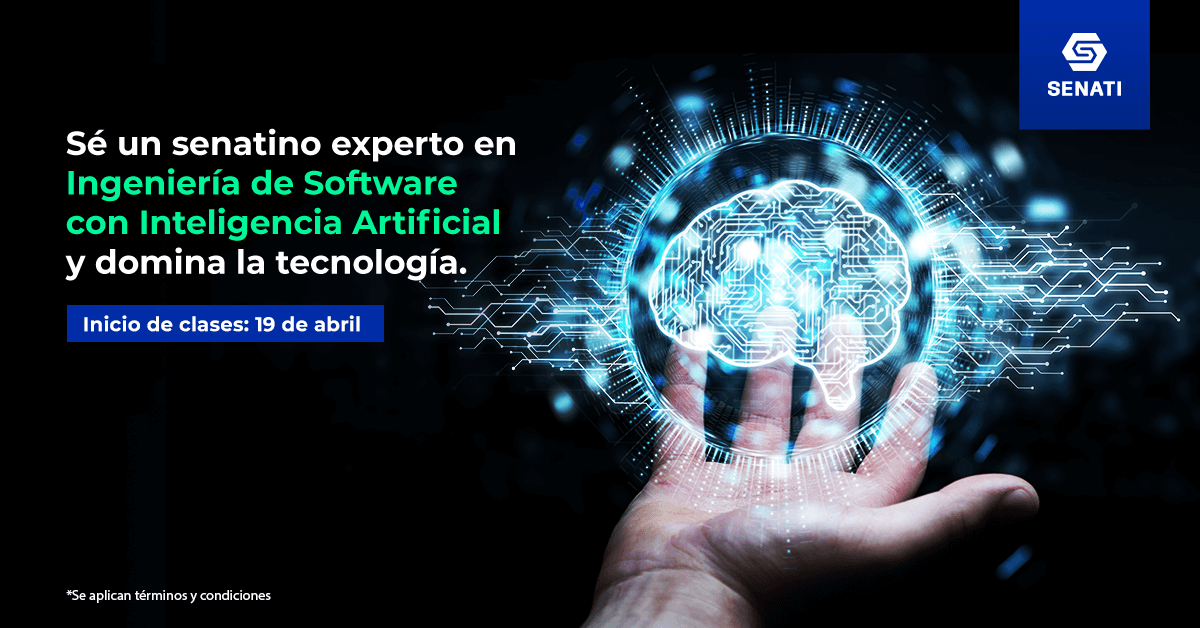 SENATI
Sé un senatino experto en
Ingeniería de Software
con Inteligencia Artificial
y domina la tecnología.
Inicio de clases: 19 de abril
*Se aplican términos y condiciones